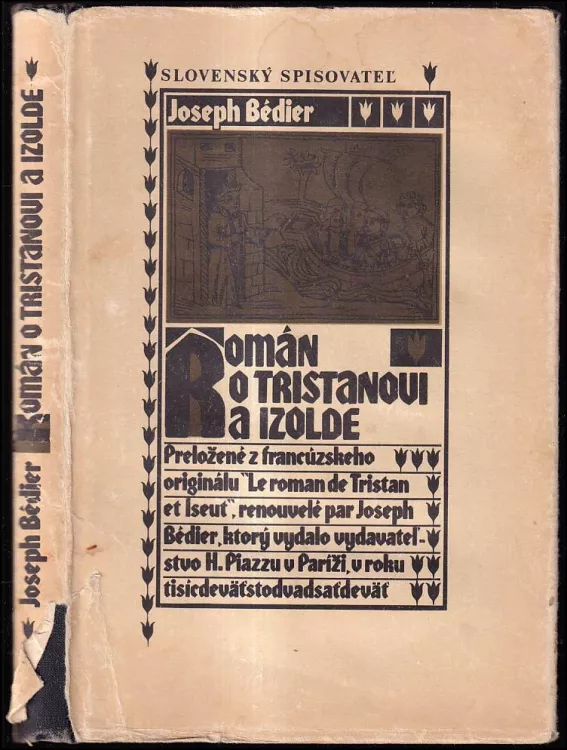 SLOVENSKÝ SPISOVATEĽ
Joseph Bédier
Román
o TRISTANOVI
a IZOLDE
Preložené z francúzskeho
originálu "Le roman de Tristan
et Iseut", renouvelé par Joseph
Bédier, ktorý vydalo vydavateľ-
stvo H. Piazzu v Paríži, v roku
tisícdeväťstodvadsaťdeväť
Joseph Bédier Román o TRISTANOVI a IZOLDE